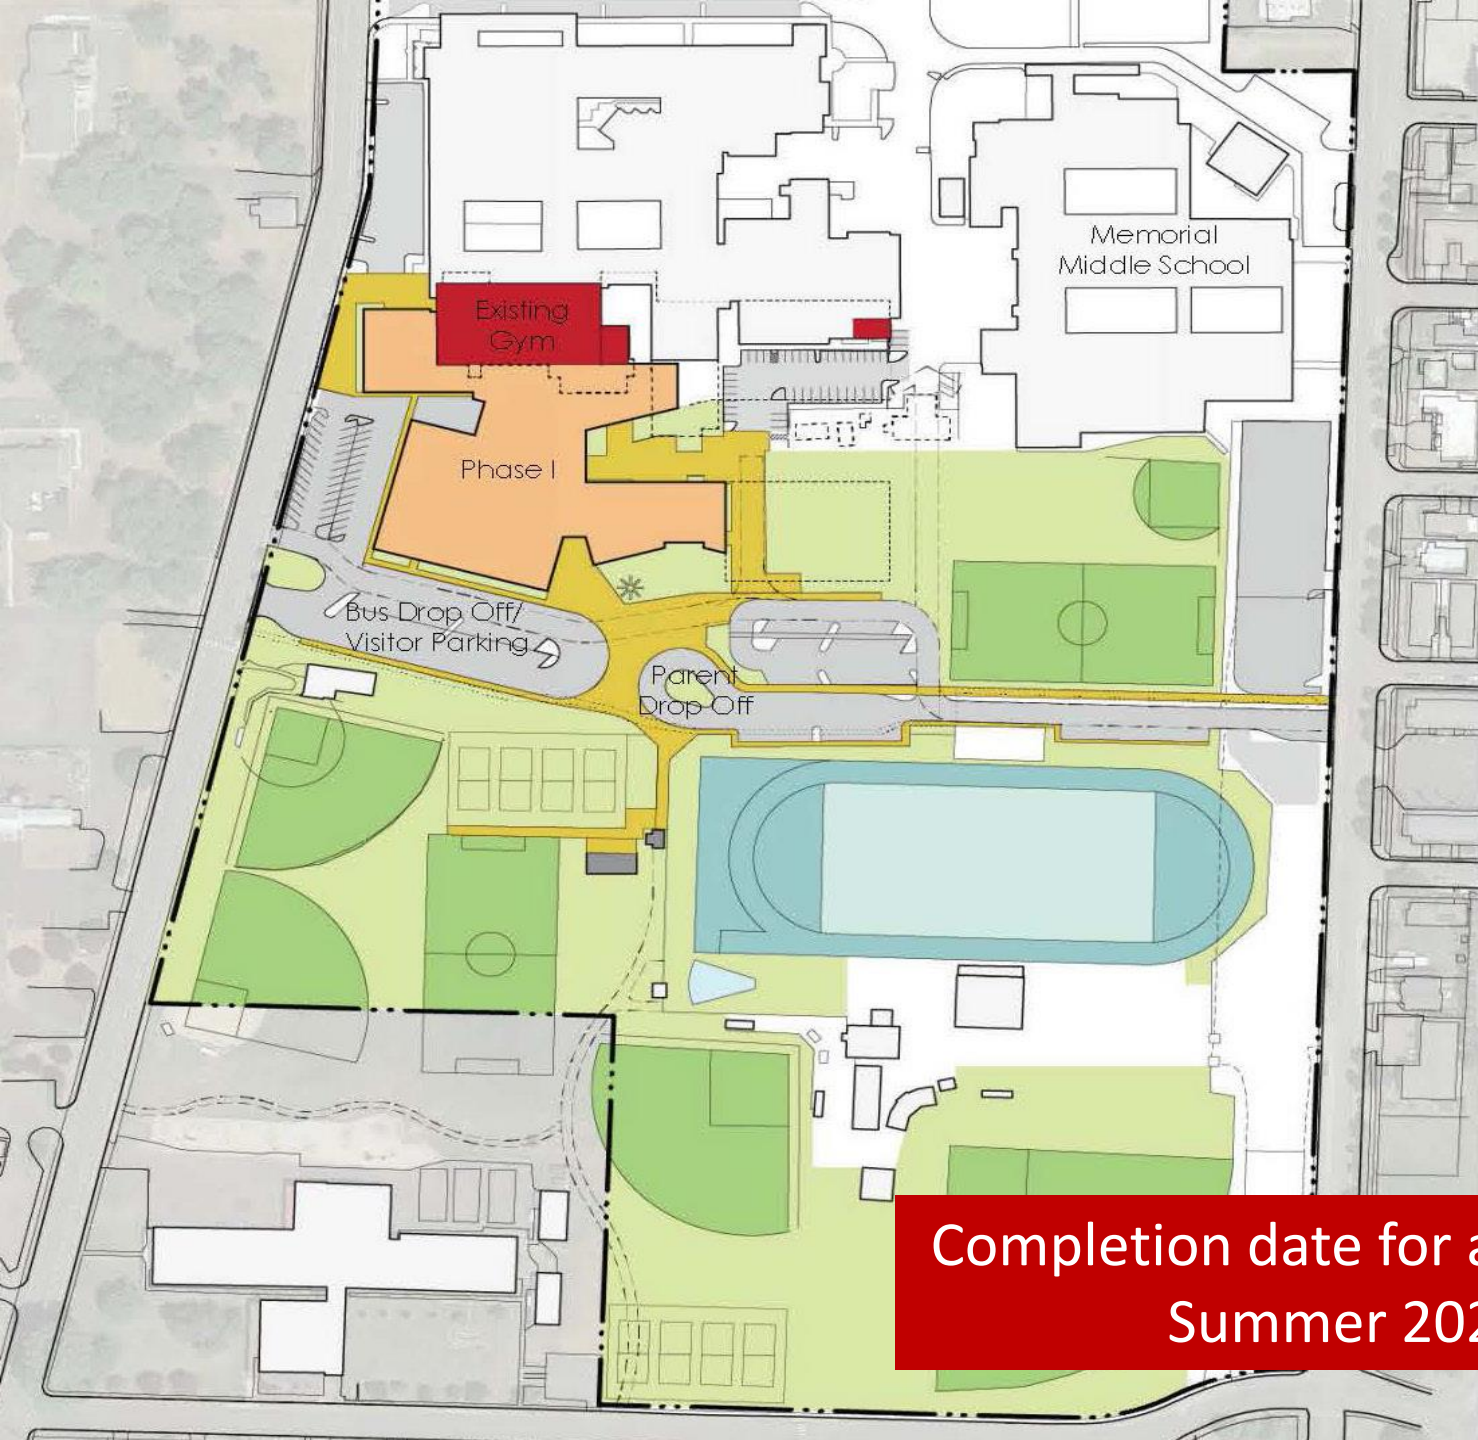 Memorial
Middle School
Existing
Gym
Phase I
Bus Drop Off/
Visitor Parking
Parent
Drop Off
Completion date for
Summer